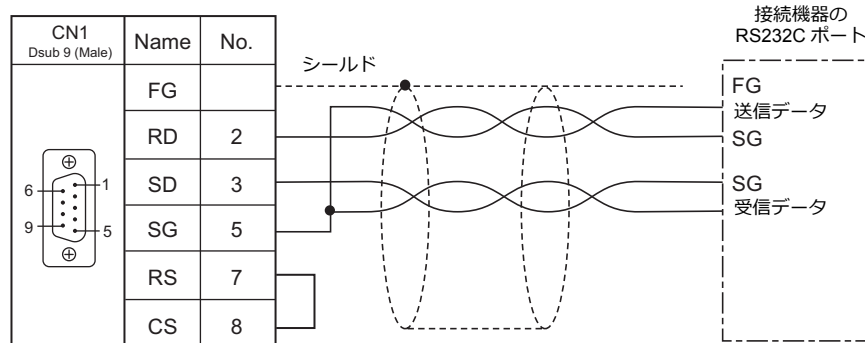 接続機器の
RS232C ポート
CN1
Dsub 9 (Male)
Name
No.
シールド
FG
RD
2
SD
3
SG
5
RS
7
CS
8
6
1
9
5
FG
送信データ
SG
SG
受信データ